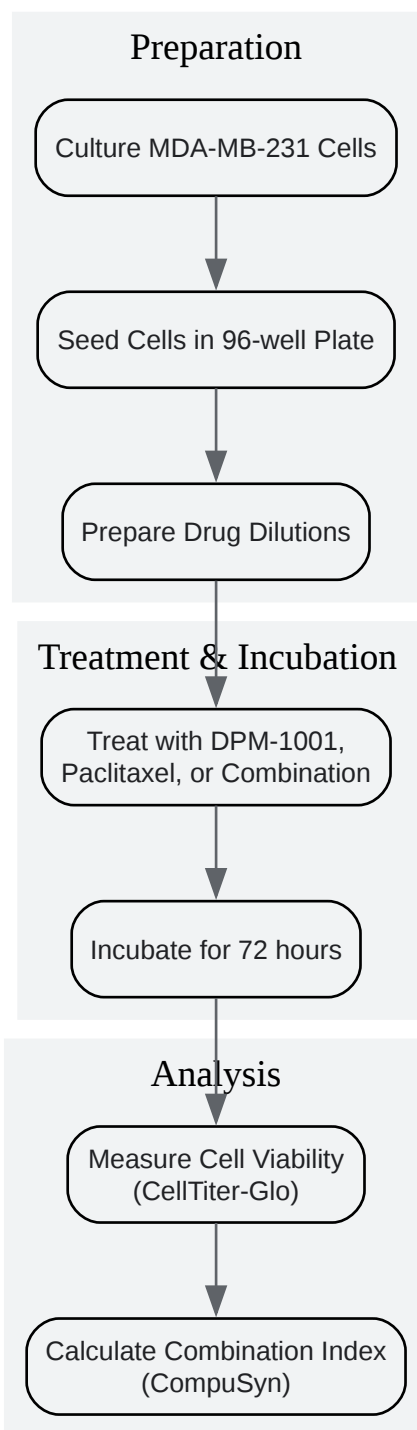 Preparation
Culture MDA-MB-231 Cells
Seed Cells in 96-well Plate
Prepare Drug Dilutions
Treatment & Incubation
Treat with DPM-1001,
Paclitaxel, or Combination
Incubate for 72 hours
Analysis
Measure Cell Viability
(CellTiter-Glo)
Calculate Combination Index
(CompuSyn)